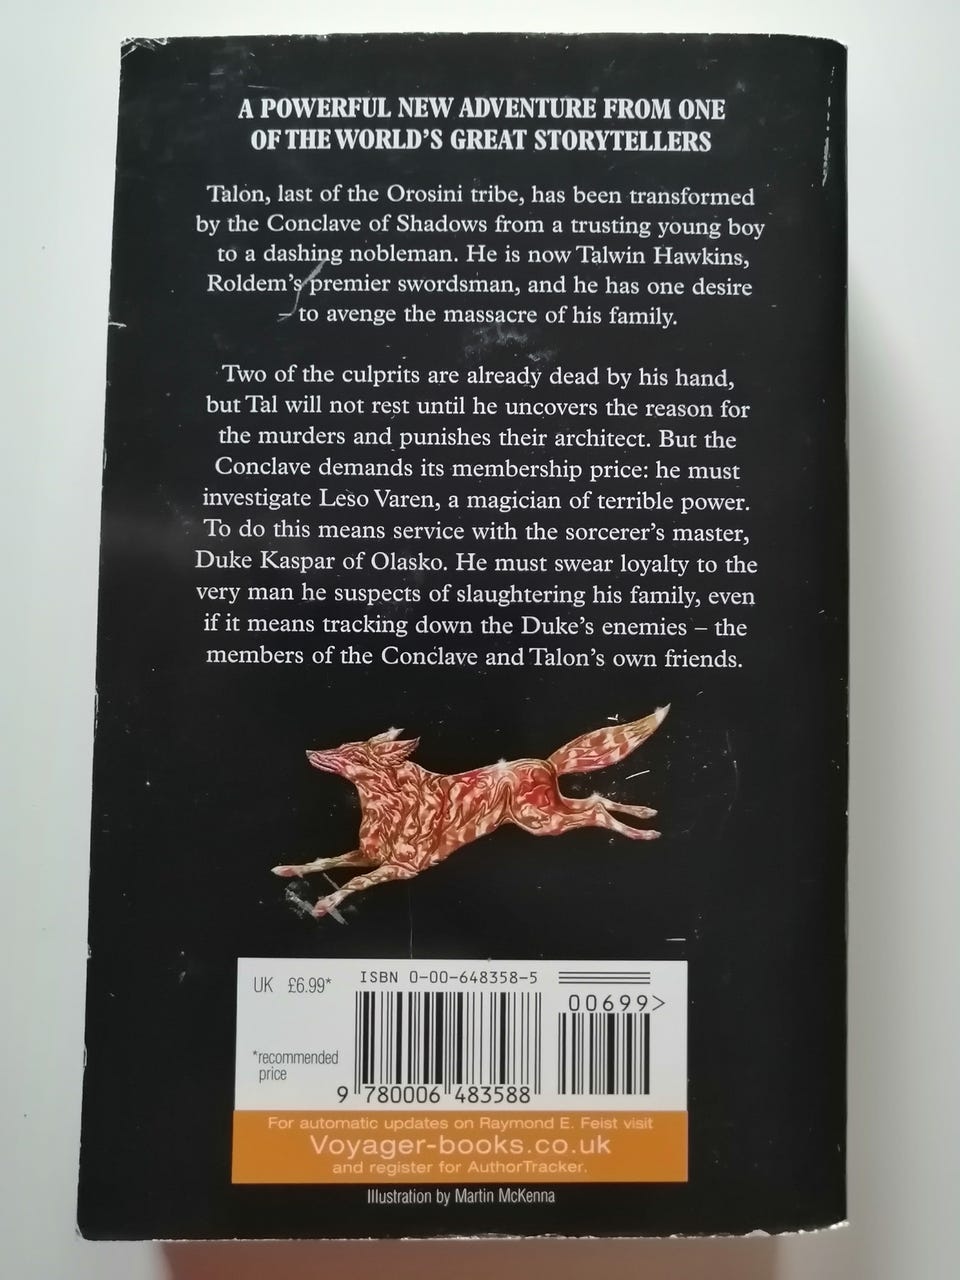 A POWERFUL NEW ADVENTURE FROM ONE
OF THE WORLD'S GREAT STORYTELLERS
Talon, last of the Orosini tribe, has been transformed
by the Conclave of Shadows from a trusting young boy
to a dashing nobleman. He is now Talwin Hawkins,
Roldem's premier swordsman, and he has one desire
– to avenge the massacre of his family.
Two of the culprits are already dead by his hand,
but Tal will not rest until he uncovers the reason for
the murders and punishes their architect. But the
Conclave demands its membership price: he must
investigate Leso Varen, a magician of terrible power.
To do this means service with the sorcerer's master,
Duke Kaspar of Olasko. He must swear loyalty to the
very man he suspects of slaughtering his family, even
if it means tracking down the Duke's enemies – the
members of the Conclave and Talon's own friends.
UK £6.99*
ISBN 0-00-648358-5
00699>
*recommended
price
9 780006 483588
For automatic updates on Raymond E. Feist visit
Voyager-books.co.uk
and register for AuthorTracker.
Illustration by Martin McKenna